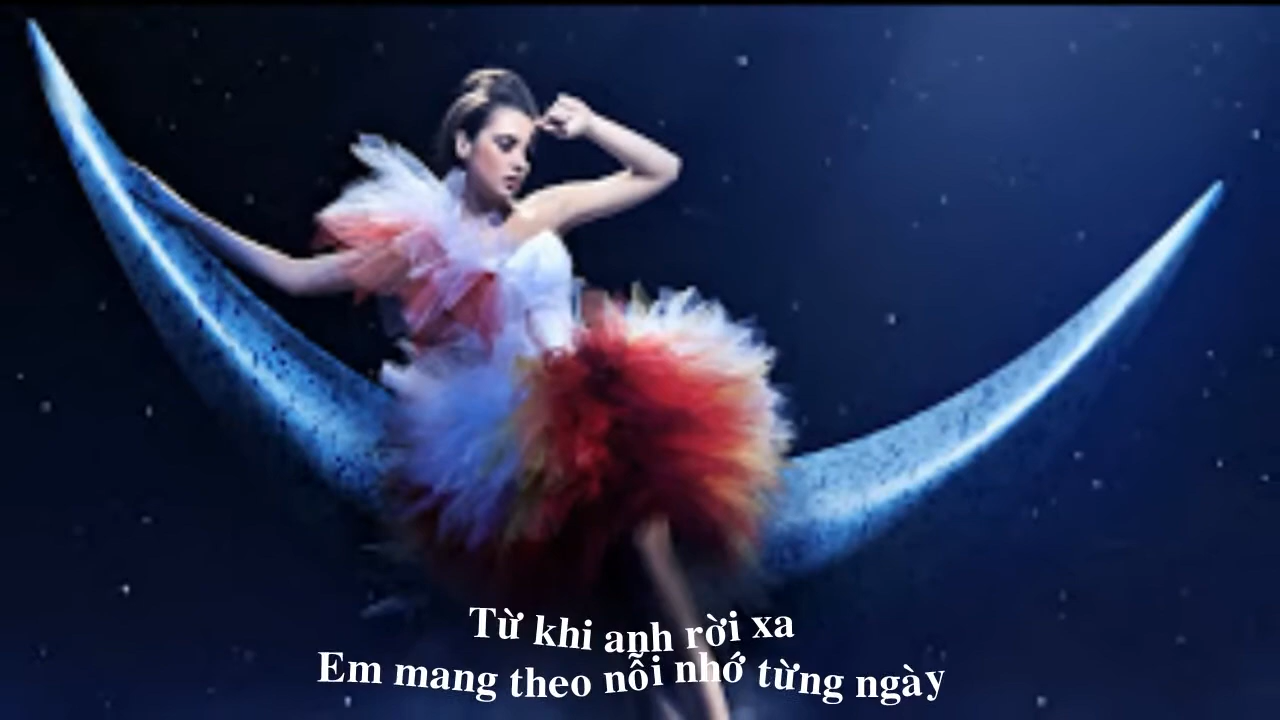 Từ khi anh rời xa
Em mang theo nỗi nhớ từng ngày